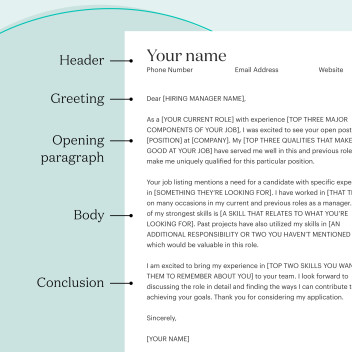 Header
Your name
Phone Number Email Address Website
Greeting
Dear [HIRING MANAGER NAME],
Opening
paragraph
As a [YOUR CURRENT ROLE] with experience [TOP THREE MAJOR
COMPONENTS OF YOUR JOB], I was excited to see your open
[POSITION] at [COMPANY]. My [TOP THREE QUALITIES THAT MAKE
GOOD AT YOUR JOB] have served me well in this and previous
make me uniquely qualified for this particular position.
Body
Your job listing mentions a need for a candidate with specific
in [SOMETHING THEY'RE LOOKING FOR]. I have worked in [THAT
on many occasions in my current and previous roles as a manager.
of my strongest skills is [A SKILL THAT RELATES TO WHAT YOU'RE
LOOKING FOR]. Past projects have also utilized my skills in [AN
ADDITIONAL RESPONSIBILITY OR TWO YOU HAVEN'T MENTIONED
which would be valuable in this role.
Conclusion
I am excited to bring my experience in [TOP TWO SKILLS YOU
THEM TO REMEMBER ABOUT YOU] to your team. I look forward to
discussing the role in detail and finding the ways I can contribute
achieving your goals. Thank you for considering my application.
Sincerely,
[YOUR NAME]